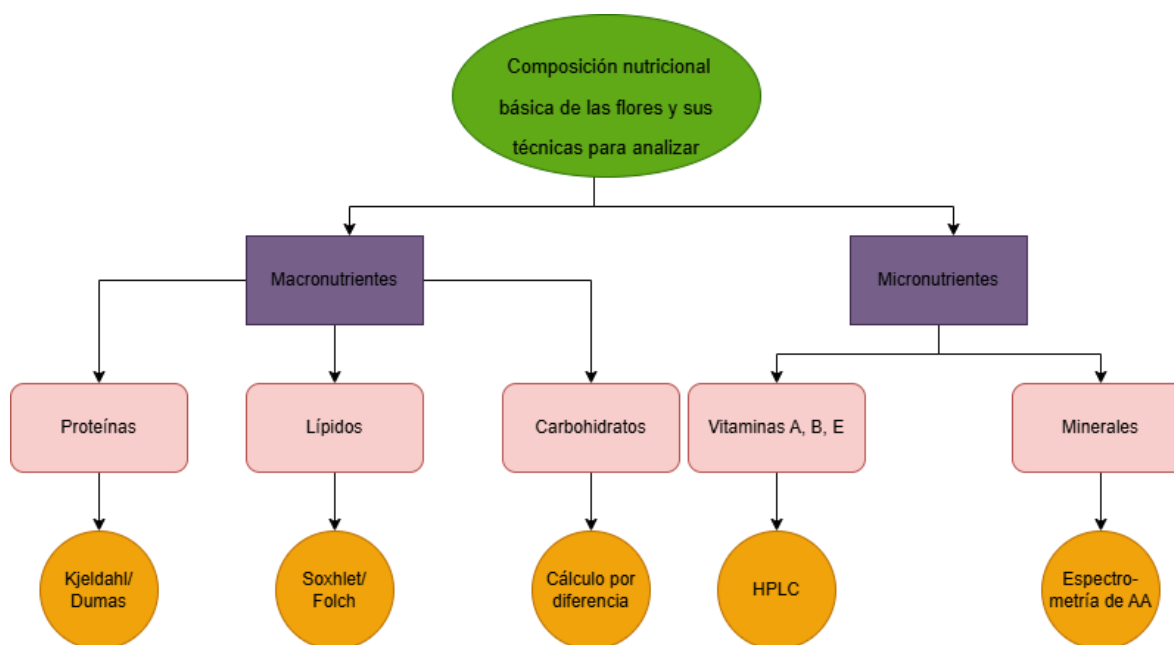 Composición nutricional
básica de las flores y sus
técnicas para analizar
Macronutrientes
Micronutrientes
Proteínas
Lípidos
Carbohidratos
Vitaminas A, B, E
Minerales
Kjeldahl/
Dumas
Soxhlet/
Folch
Cálculo por
diferencia
HPLC
Espectro-
metría de AA